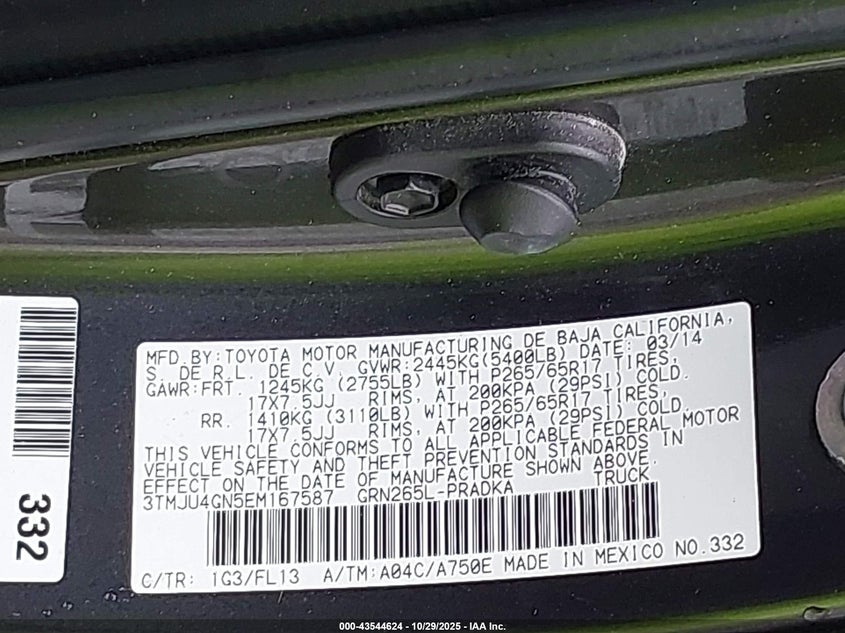 MFD.BY:TOYOTA MOTOR MANUFACTURING DE BAJA CALIFORNIA,
S. DE R.L. DE C.V. GVWR:2445KG(5400LB) DATE: 03/14
GAWR:FRT. 1245KG (2755LB) WITH P265/65R17 TIRES,
17X7.5JJ RIMS, AT 200KPA (29PSI) COLD.
RR. 1410KG (3110LB) WITH P265/65R17 TIRES,
17X7.5JJ RIMS, AT 200KPA (29PSI) COLD.
THIS VEHICLE CONFORMS TO ALL APPLICABLE FEDERAL MOTOR
VEHICLE SAFETY AND THEFT PREVENTION STANDARDS IN
EFFECT ON THE DATE OF MANUFACTURE SHOWN ABOVE.
3TMJU4GN5EM167587 GRN265L-PRADKA TRUCK
C/TR: 1G3/FL13 A/TM:A04C/A750E MADE IN MEXICO NO.332
332
000-43544624 - 10/29/2025 - IAA Inc.